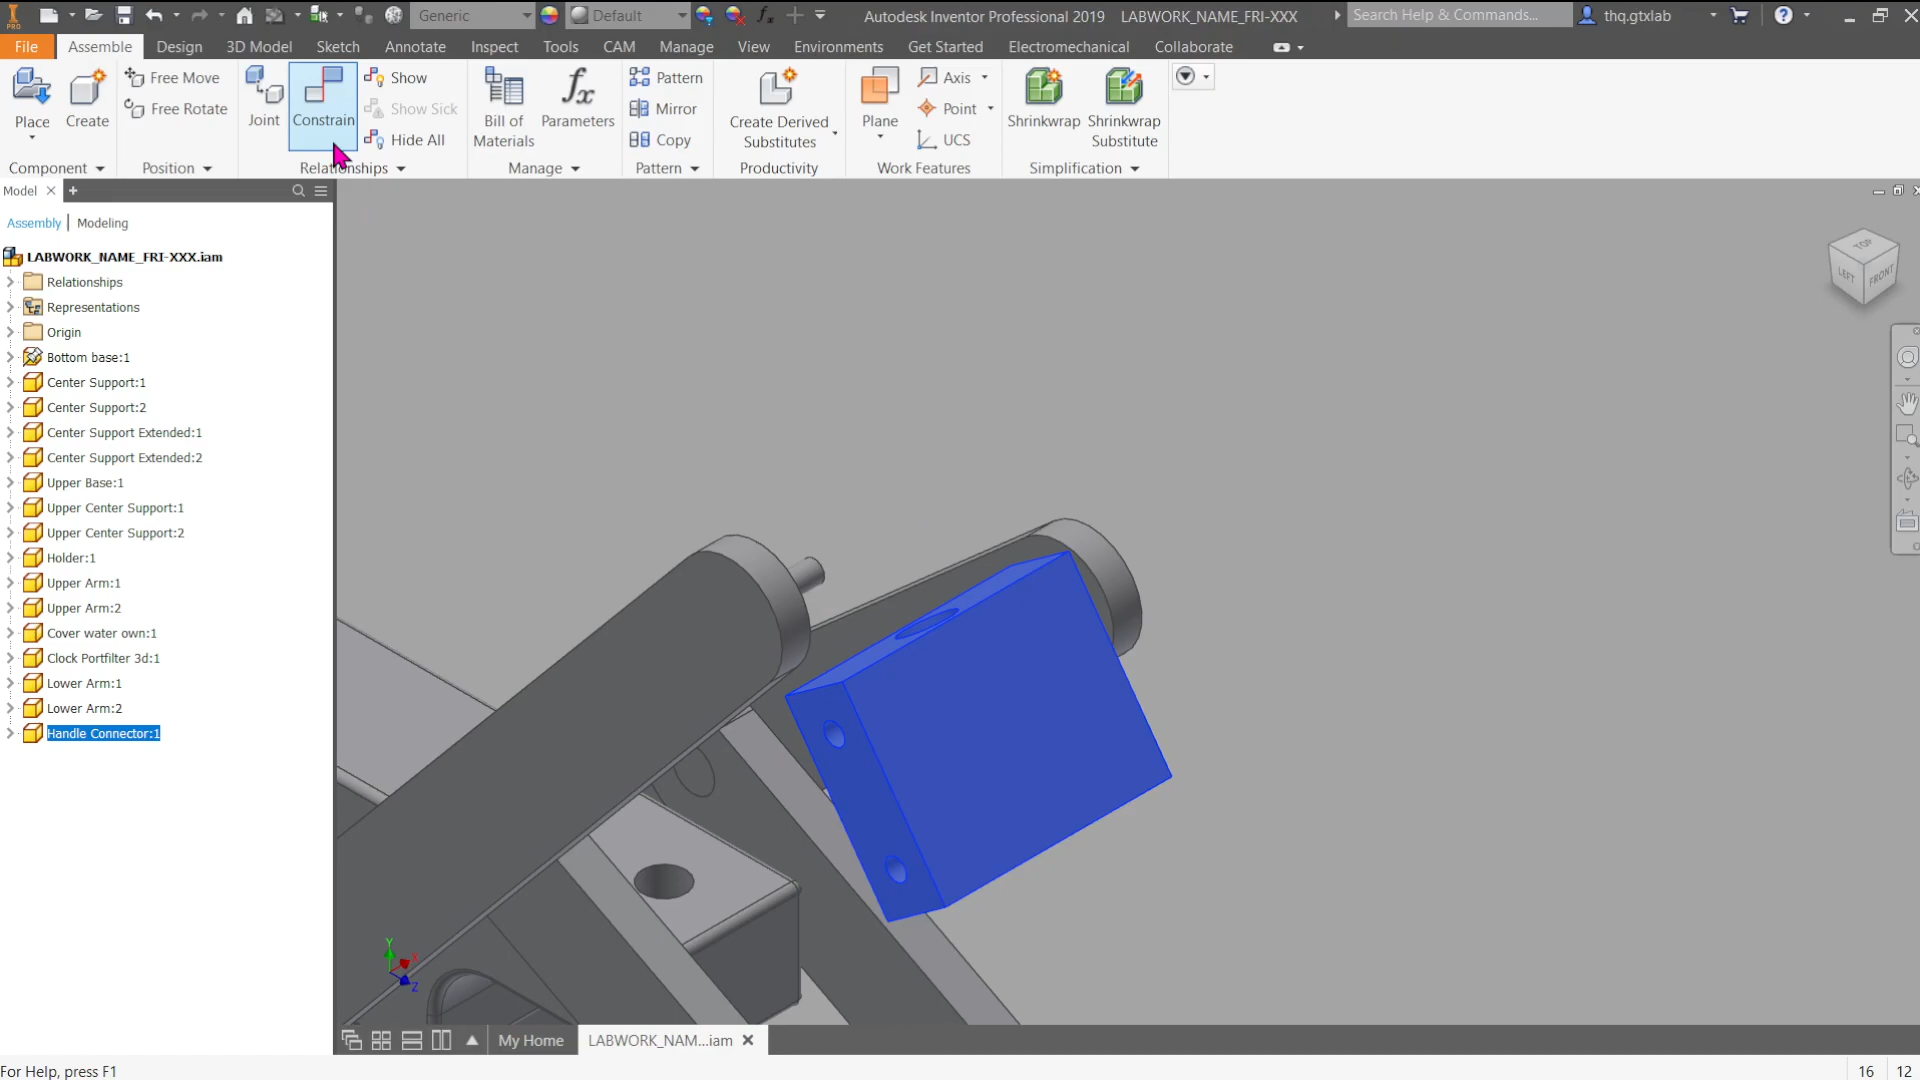 PRO
Generic
Default
Autodesk Inventor Professional 2019 LABWORK_NAME_FRI-XXX
Search Help & Commands...
thq.gtxlab
File
Assemble
Design
3D Model
Sketch
Annotate
Inspect
Tools
CAM
Manage
View
Environments
Get Started
Electromechanical
Collaborate
Place
Create
Free Move
Free Rotate
Joint
Constrain
Show
Show Sick
Hide All
Bill of
Materials
Parameters
Pattern
Mirror
Copy
Create Derived
Substitutes
Plane
Axis
Point
UCS
Shrinkwrap
Shrinkwrap
Substitute
Component
Position
Relationships
Manage
Pattern
Productivity
Work Features
Simplification
Model
Assembly
Modeling
LABWORK_NAME_FRI-XXX.iam
Relationships
Representations
Origin
Bottom base:1
Center Support:1
Center Support:2
Center Support Extended:1
Center Support Extended:2
Upper Base:1
Upper Center Support:1
Upper Center Support:2
Holder:1
Upper Arm:1
Upper Arm:2
Cover water own:1
Clock Portfilter 3d:1
Lower Arm:1
Lower Arm:2
Handle Connector:1
TOP
LEFT
FRONT
Y
X
Z
My Home
LABWORK_NAM...iam
For Help, press F1
16
12